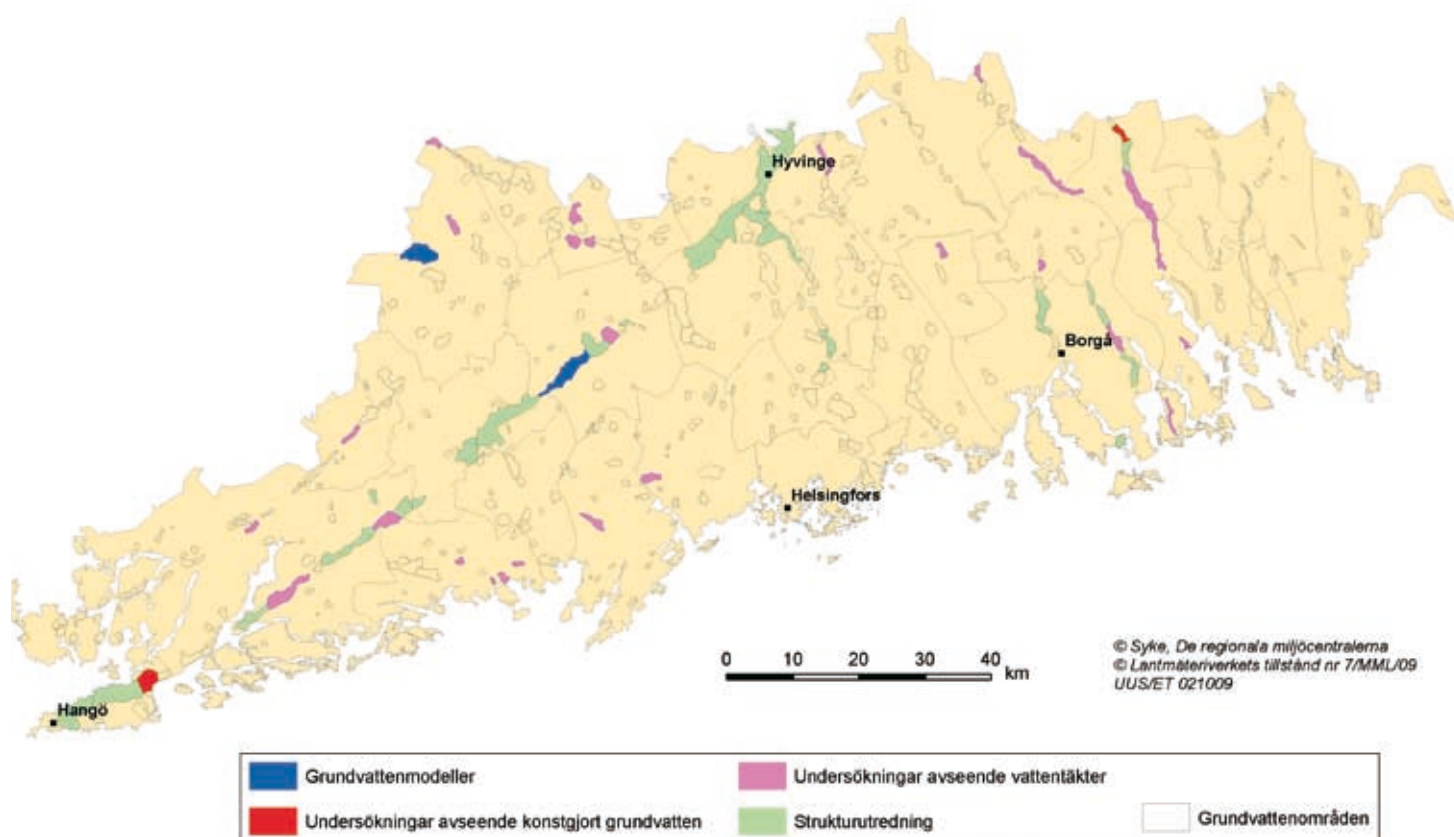 Hyvinge
Borgå
Helsingfors
Hangö
0 10 20 30 40 km
© Syke, De regionala miljöcentralerna
© Lantmäteriverkets tillstånd nr 7/MML/09
UUS/ET 021009
Grundvattenmodeller
Undersökningar avseende vattentäkter
Undersökningar avseende konstgjort grundvatten
Strukturutredning
Grundvattenområden